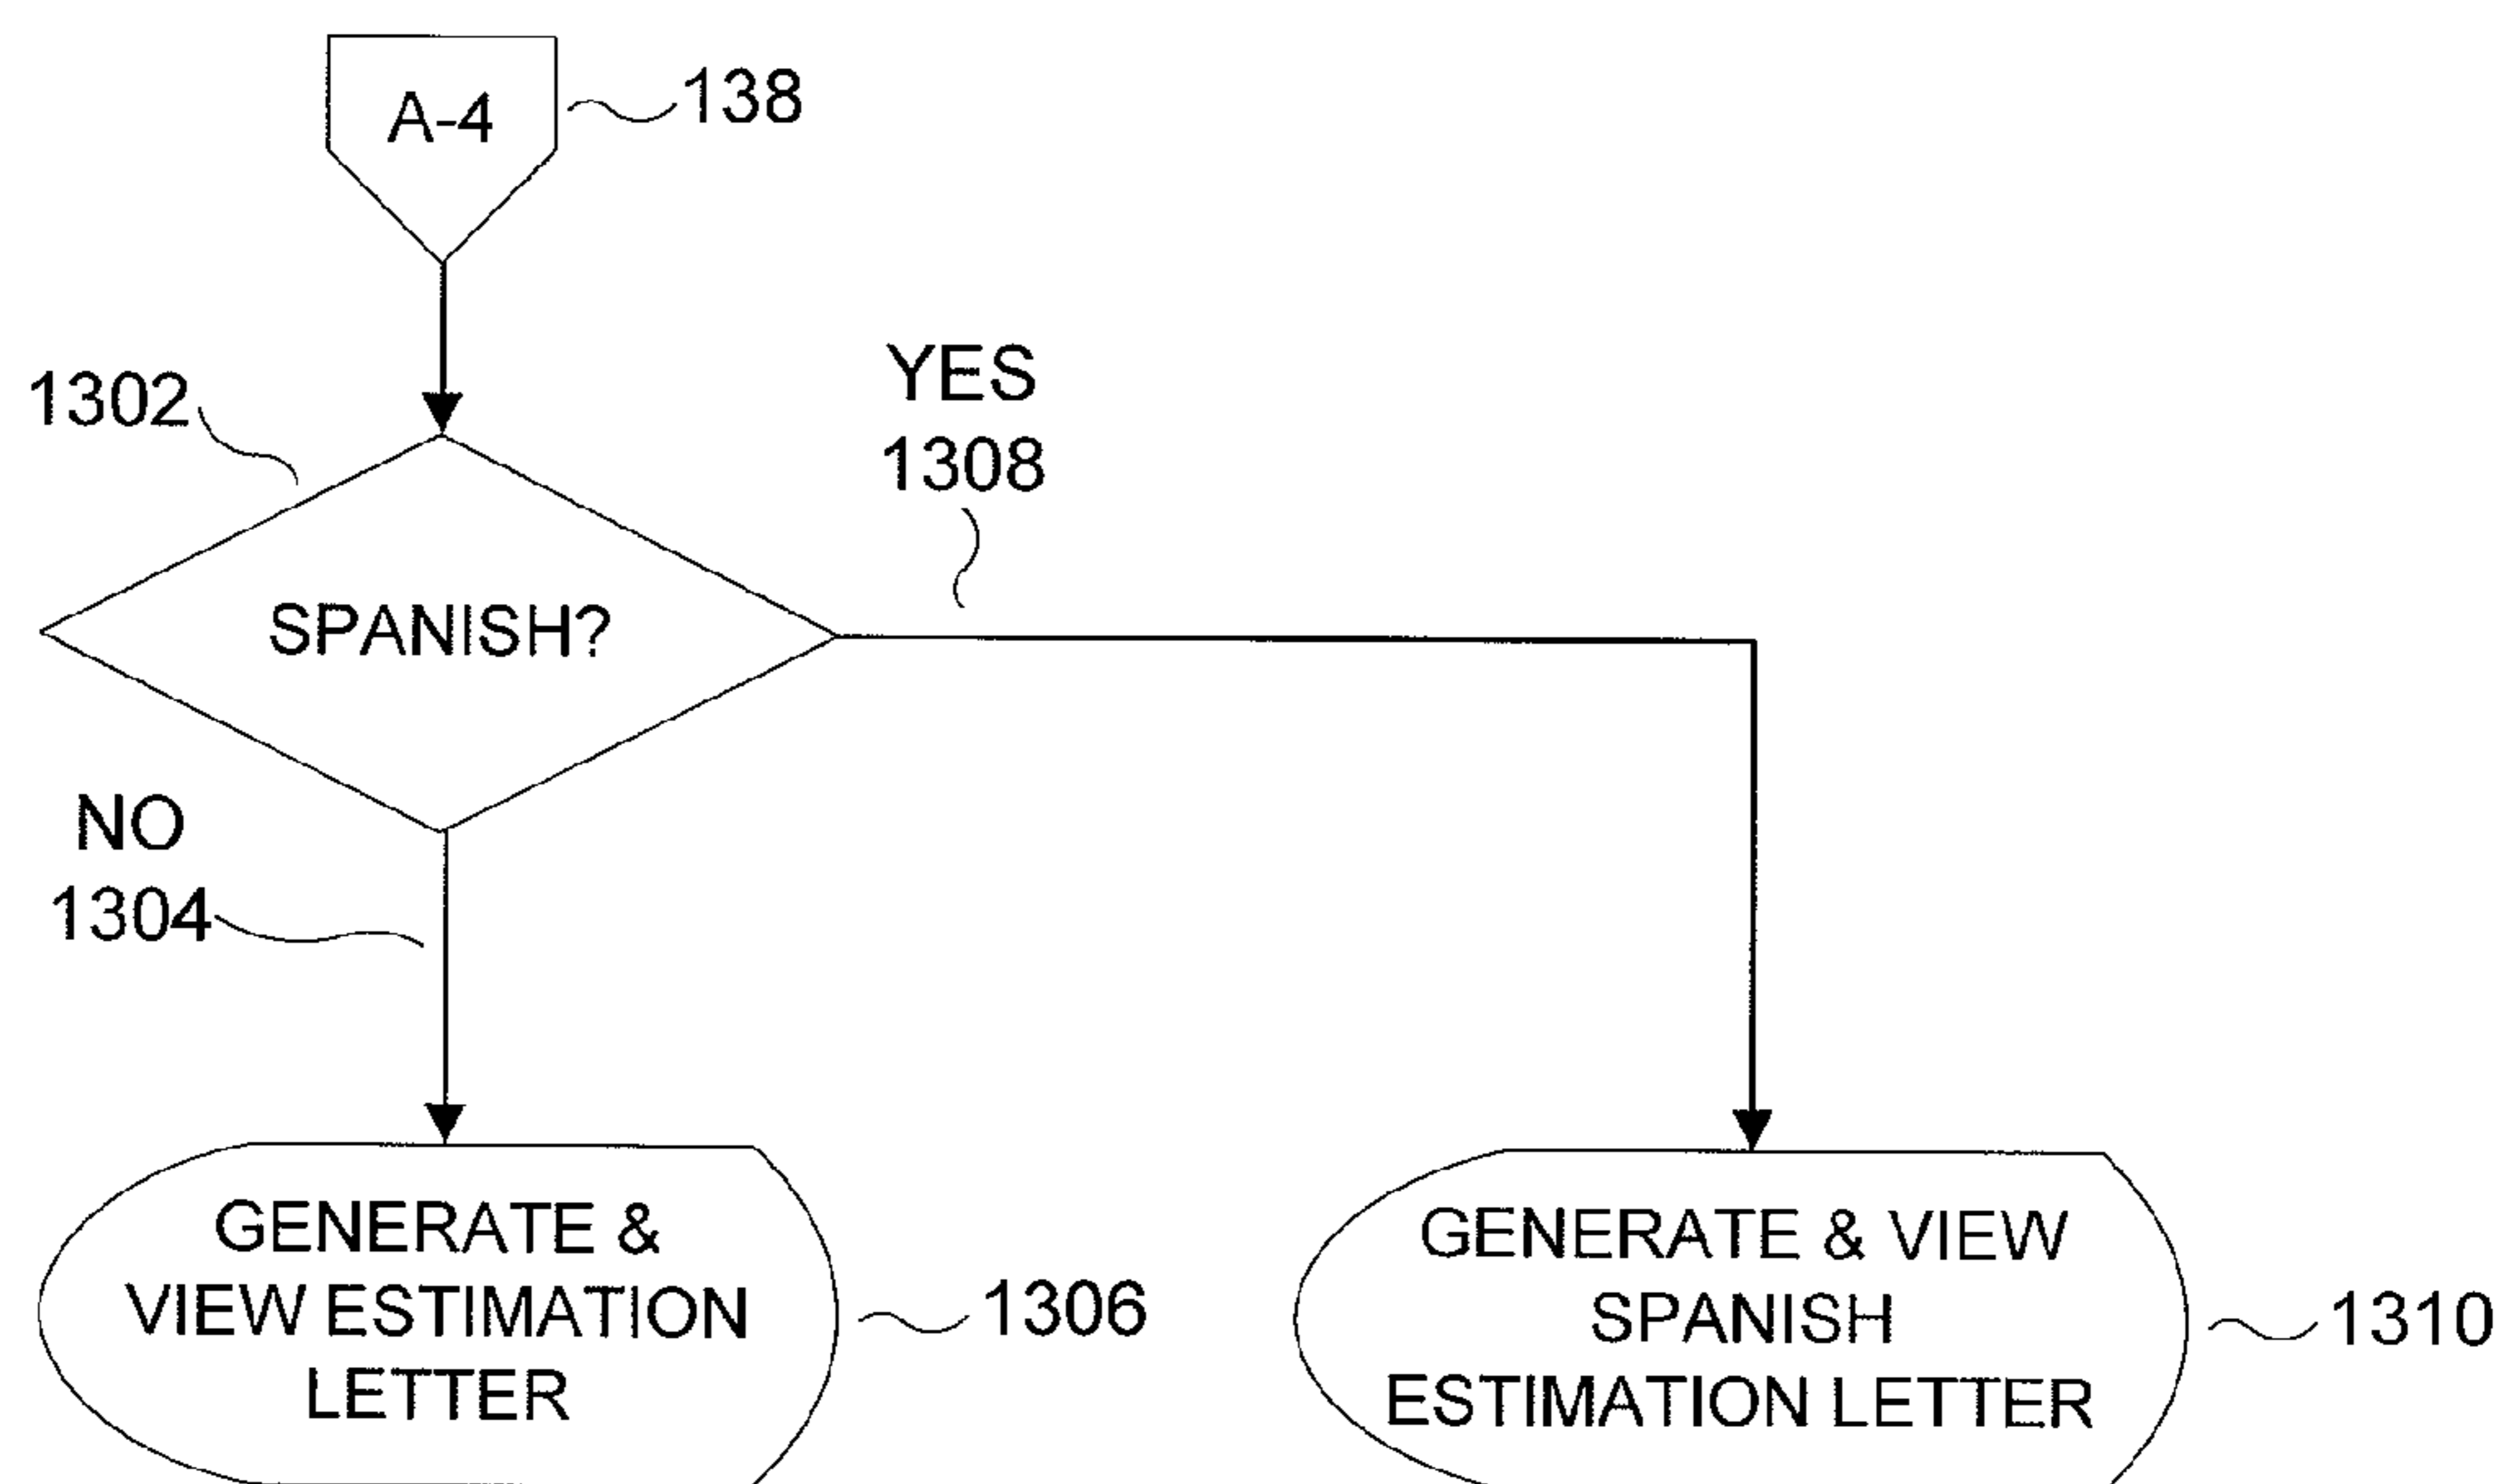 A-4
138
1302
YES
1308
SPANISH?
NO
1304
GENERATE &
VIEW ESTIMATION
LETTER
1306
GENERATE & VIEW
SPANISH
ESTIMATION LETTER
1310